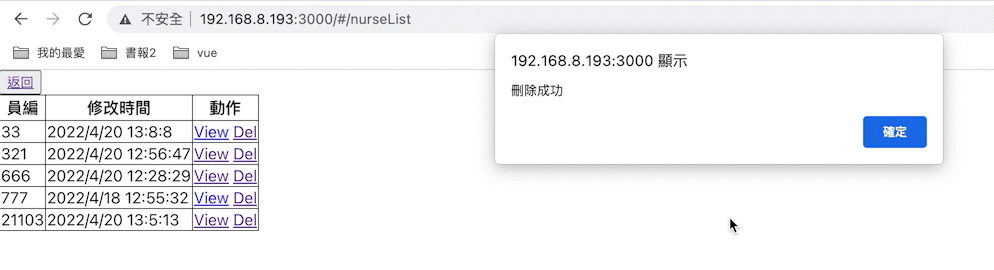 不安全 192.168.8.193:3000/#/nurseList
我的最愛 書報2 vue
192.168.8.193:3000 顯示
刪除成功
確定
返回
員編 修改時間 動作
33 2022/4/20 13:8:8 View Del
321 2022/4/20 12:56:47 View Del
666 2022/4/20 12:28:29 View Del
777 2022/4/18 12:55:32 View Del
21103 2022/4/20 13:5:13 View Del